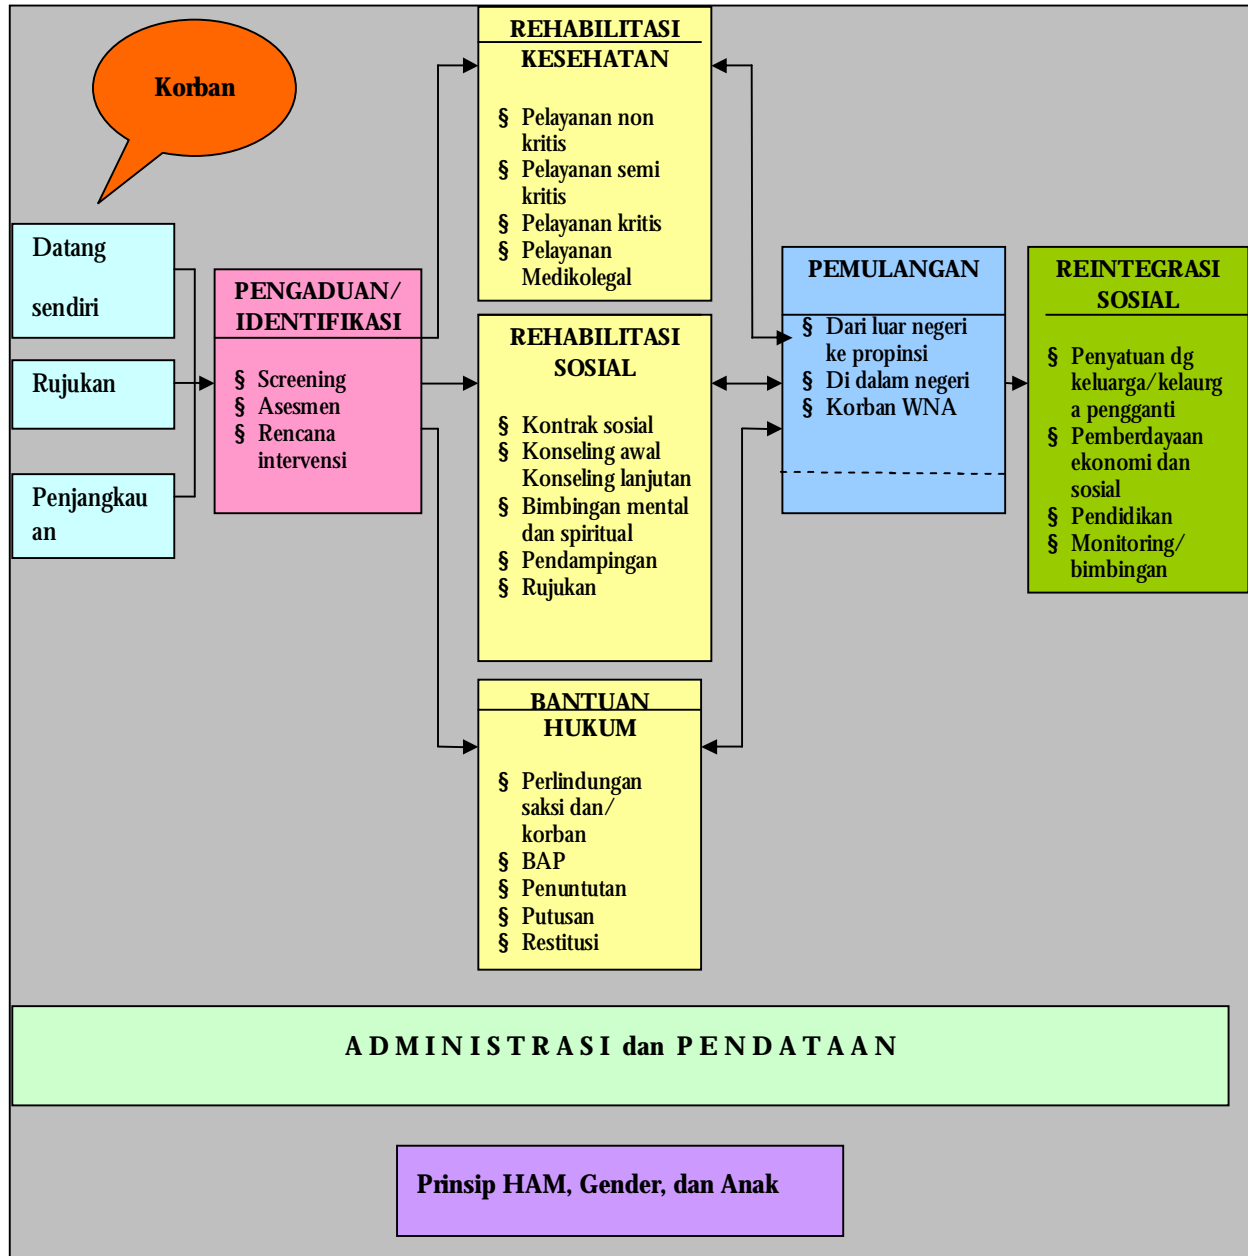 Korban
Datang
sendiri
Rujukan
Penjangkau
an
PENGADUAN/
IDENTIFIKASI
§ Screening
§ Asesmen
§ Rencana
intervensi
REHABILITASI
KESEHATAN
§ Pelayanan non
kritis
§ Pelayanan semi
kritis
§ Pelayanan kritis
§ Pelayanan
Medikolegal
REHABILITASI
SOSIAL
§ Kontrak sosial
§ Konseling awal
Konseling lanjutan
§ Bimbingan mental
dan spiritual
§ Pendampingan
§ Rujukan
BANTUAN
HUKUM
§ Perlindungan
saksi dan/
korban
§ BAP
§ Penuntutan
§ Putusan
§ Restitusi
PEMULANGAN
§ Dari luar negeri
ke propinsi
§ Di dalam negeri
§ Korban WNA
REINTEGRASI
SOSIAL
§ Penyatuan dg
keluarga/kelaurg
a pengganti
§ Pemberdayaan
ekonomi dan
sosial
§ Pendidikan
§ Monitoring/
bimbingan
A D M I N I S T R A S I dan P E N D A T A A N
Prinsip HAM, Gender, dan Anak